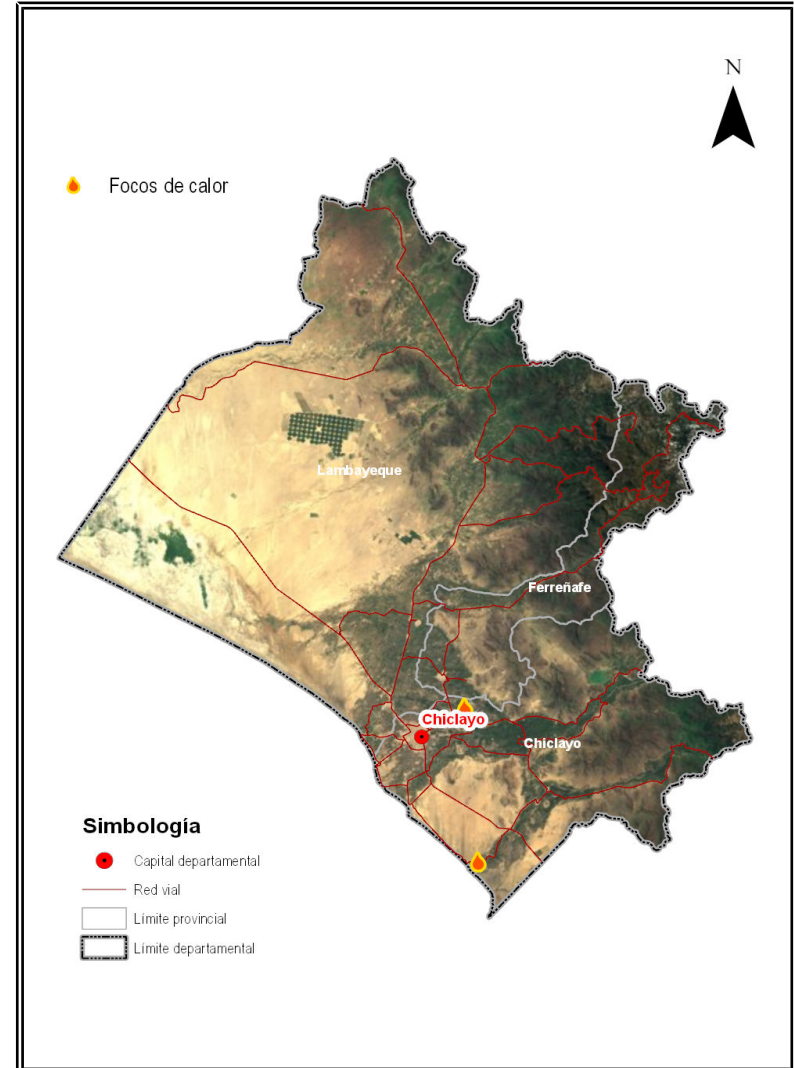 N
Focos de calor
Lambayeque
Ferreñafe
Chiclayo
Chiclayo
Simbología
Capital departamental
Red vial
Límite provincial
Límite departamental